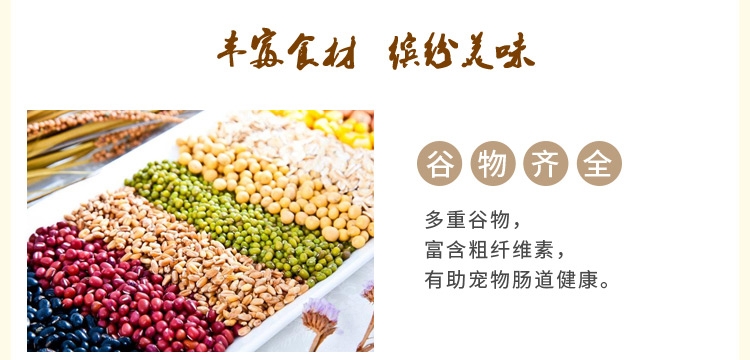 丰富食材 缤纷美味
谷物齐全
多重谷物，
富含粗纤维素，
有助宠物肠道健康。